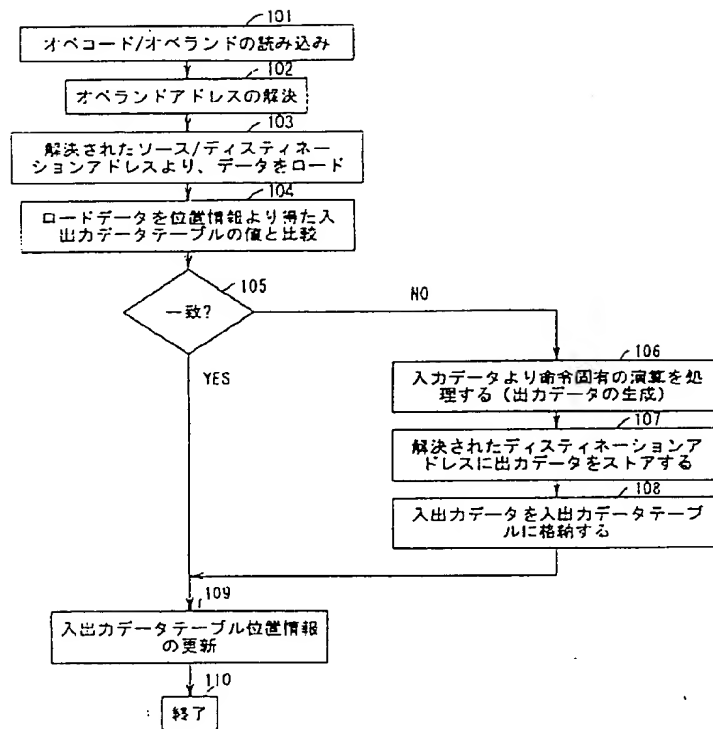 101
オペコード/オペランドの読み込み
102
オペランドアドレスの解決
103
解決されたソース/ディスティネー
ションアドレスより、データをロード
104
ロードデータを位置情報より得た入
出力データテーブルの値と比較
105
一致?
NO
YES
106
入力データより命令固有の演算を処
理する（出力データの生成）
107
解決されたディスティネーションア
ドレスに出力データをストアする
108
入出力データを入出力データテーブ
ルに格納する
109
入出力データテーブル位置情報
の更新
110
終了